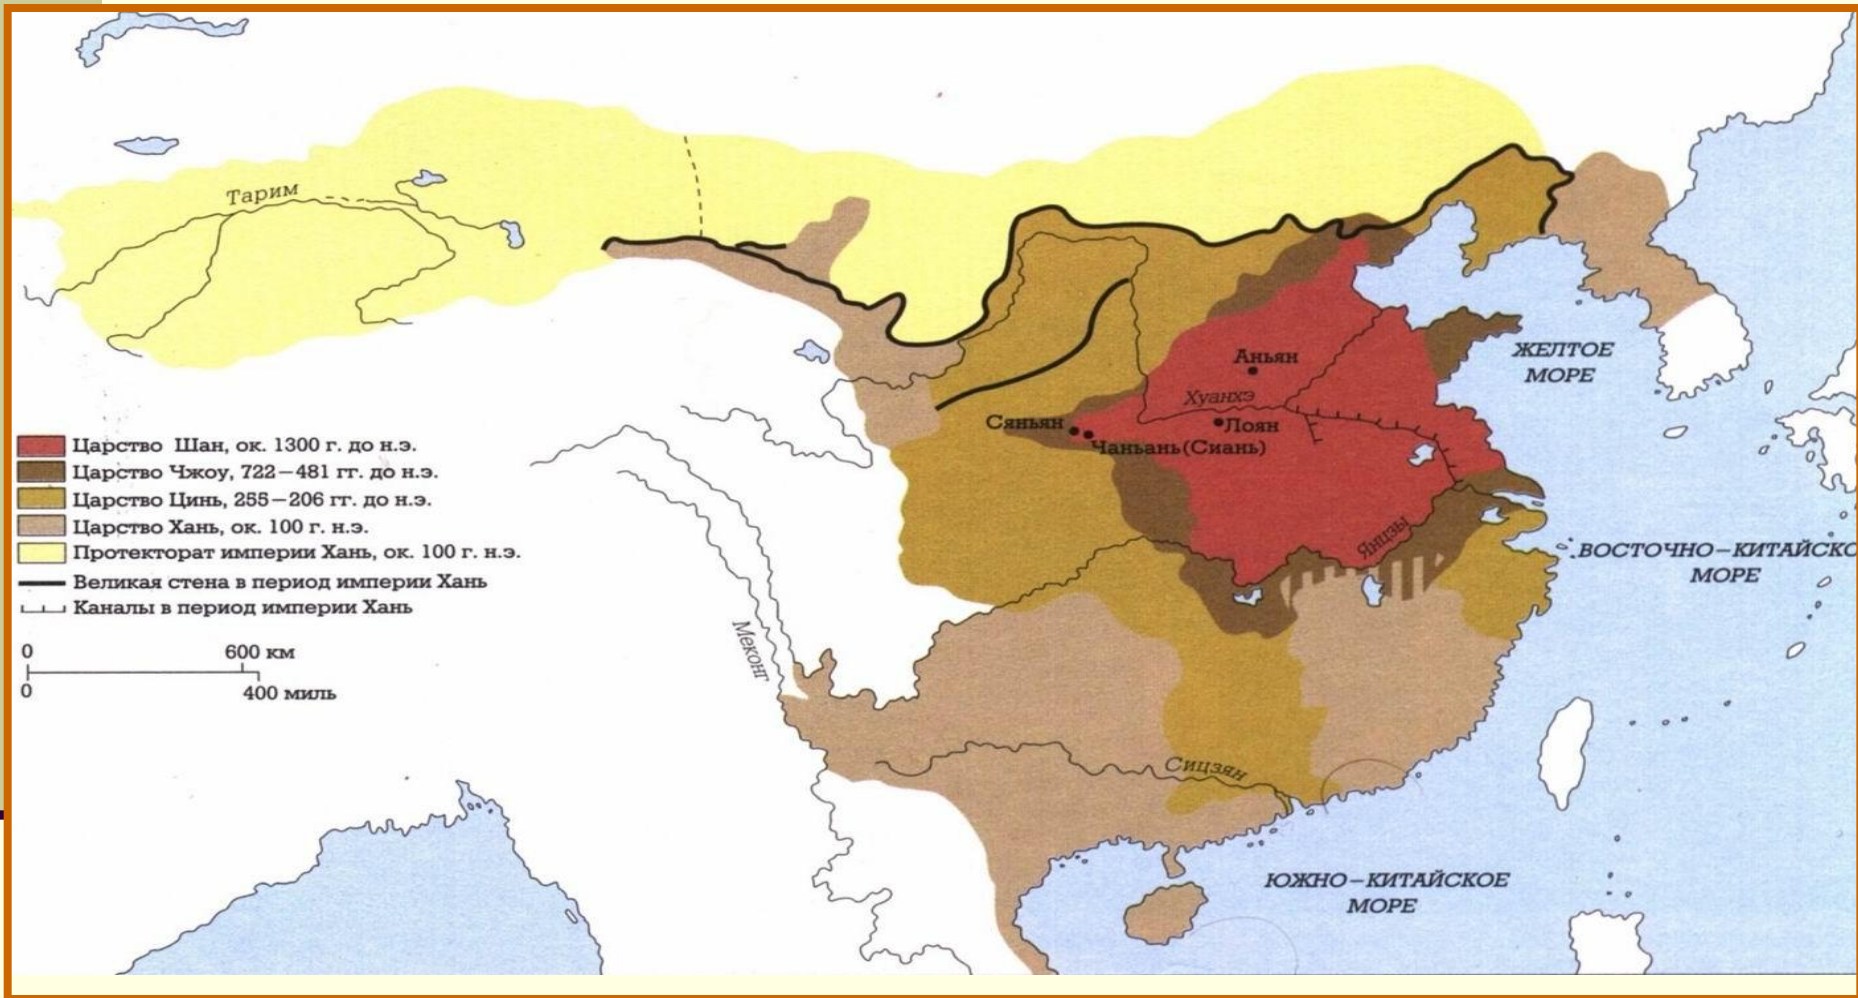 Тарим
Аньян
Хуанхэ
Сяньян
Лоян
Чаньань(Сиань)
Янцзы
Меконг
Сицзян
ЖЕЛТОЕ
МОРЕ
ВОСТОЧНО–КИТАЙСКО
МОРЕ
ЮЖНО–КИТАЙСКОЕ
МОРЕ
Царство Шан, ок. 1300 г. до н.э.
Царство Чжоу, 722–481 гг. до н.э.
Царство Цинь, 255–206 гг. до н.э.
Царство Хань, ок. 100 г. н.э.
Протекторат империи Хань, ок. 100 г. н.э.
Великая стена в период империи Хань
Каналы в период империи Хань
0 600 км
0 400 миль